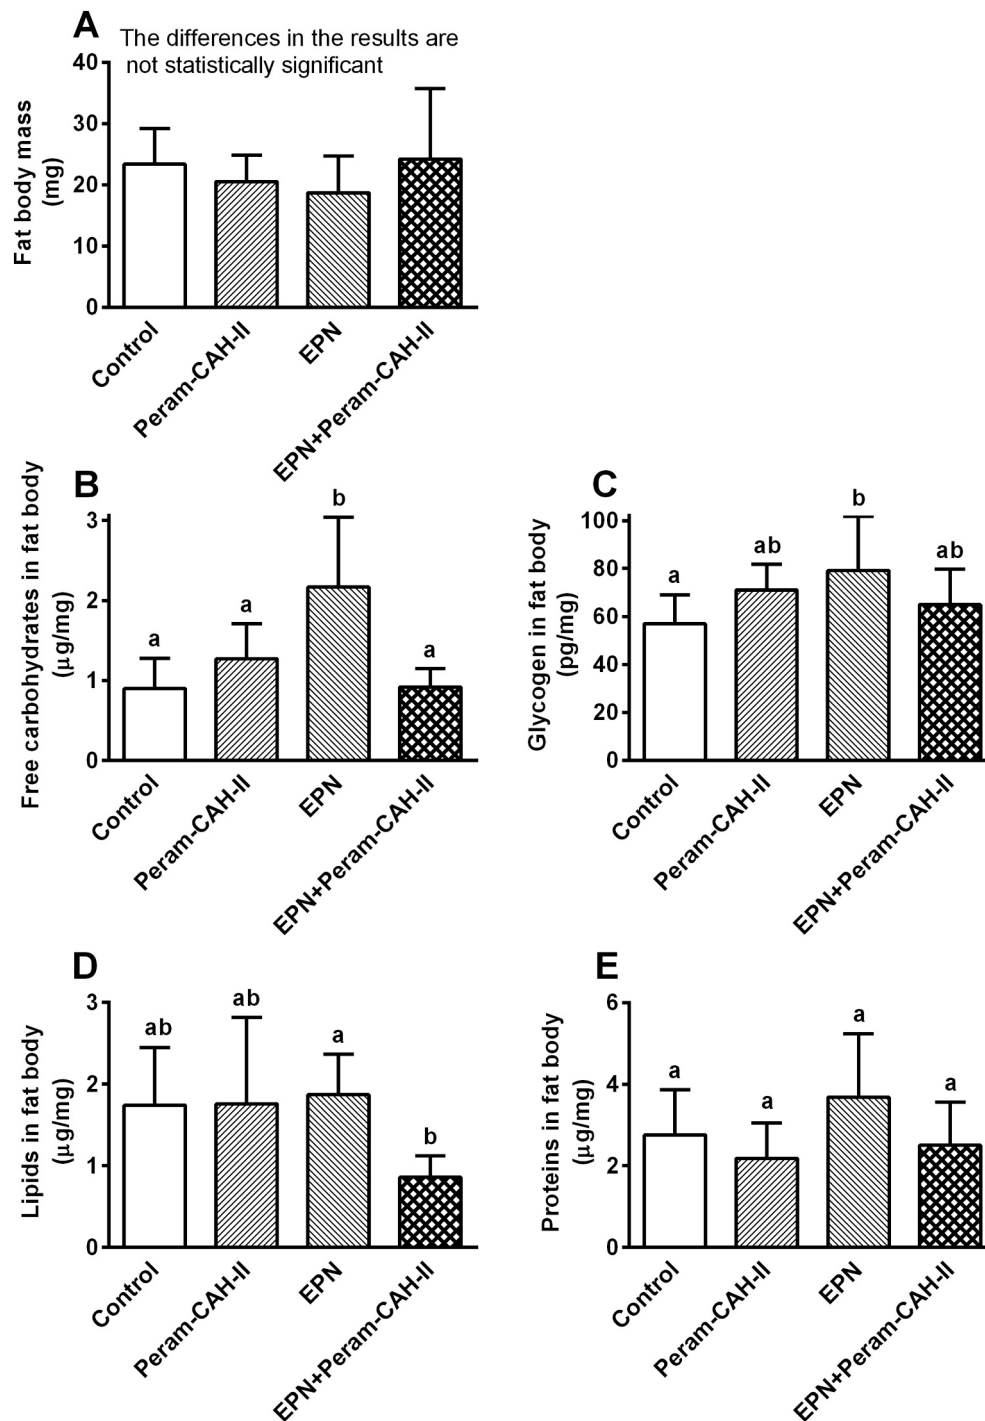 A
The differences in the results are
not statistically significant
Fat body mass
(mg)
40
30
20
10
0
Control
Peram-CAH-II
EPN
EPN+Peram-CAH-II
B
Free carbohydrates in fat body
(µg/mg)
3
2
1
0
a
a
b
a
Control
Peram-CAH-II
EPN
EPN+Peram-CAH-II
C
Glycogen in fat body
(pg/mg)
100
80
60
40
20
0
a
ab
b
ab
Control
Peram-CAH-II
EPN
EPN+Peram-CAH-II
D
Lipids in fat body
(µg/mg)
3
2
1
0
ab
ab
a
b
Control
Peram-CAH-II
EPN
EPN+Peram-CAH-II
E
Proteins in fat body
(µg/mg)
6
4
2
0
a
a
a
a
Control
Peram-CAH-II
EPN
EPN+Peram-CAH-II